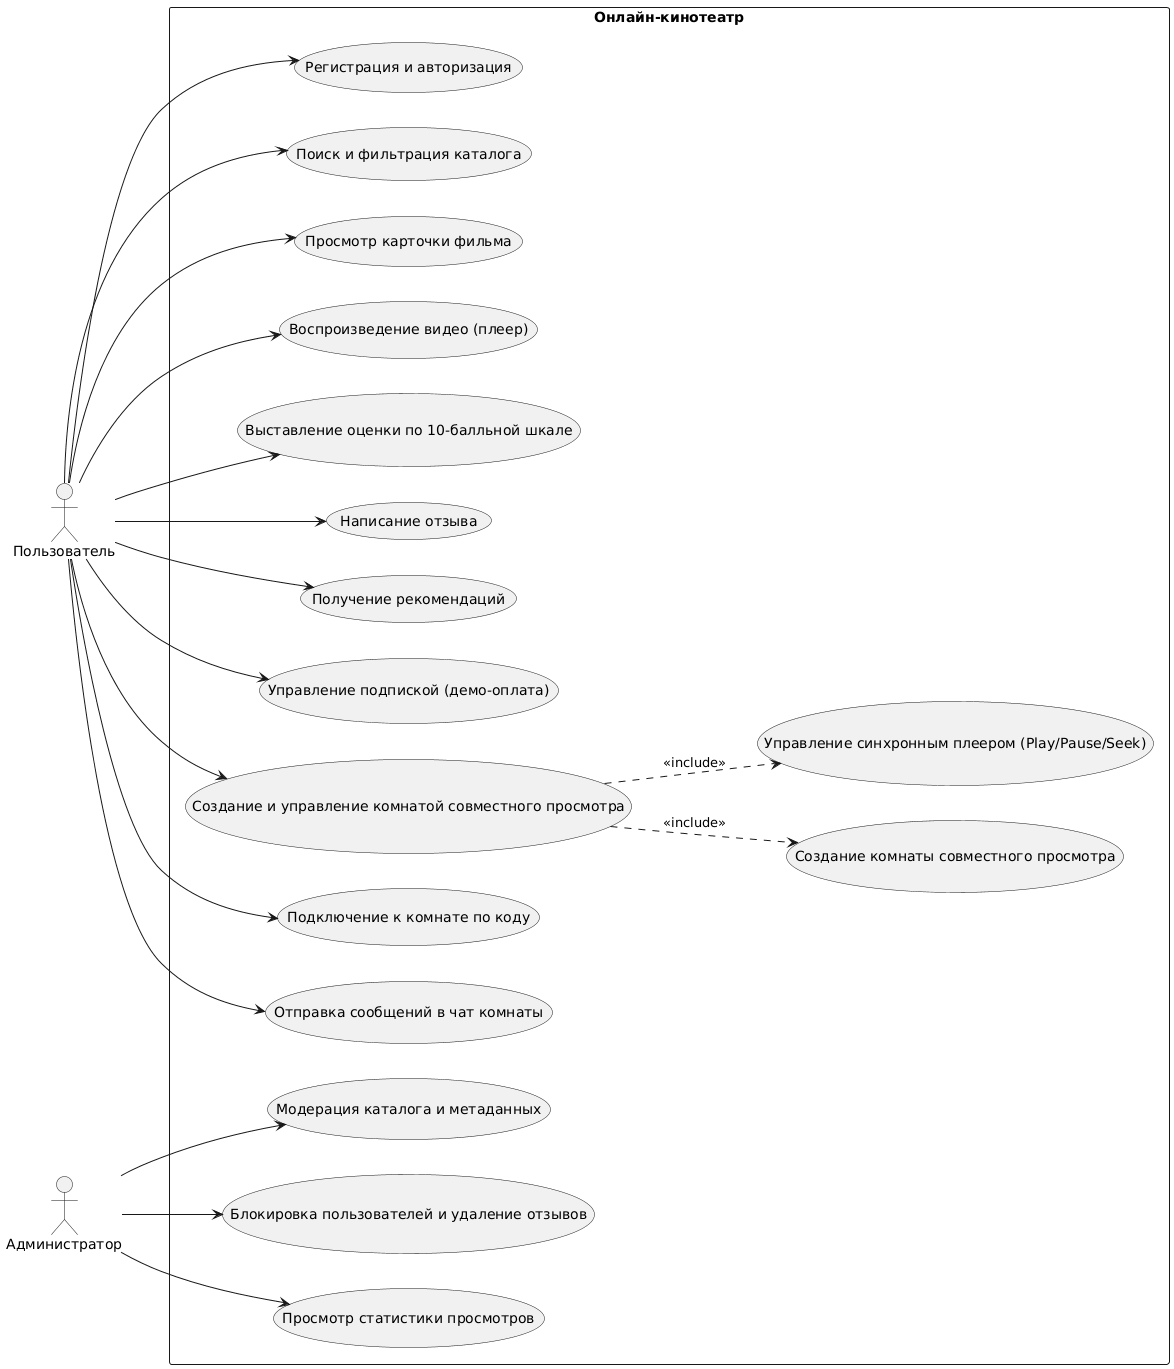 Онлайн-кинотеатр
Регистрация и авторизация
Поиск и фильтрация каталога
Просмотр карточки фильма
Воспроизведение видео (плеер)
Выставление оценки по 10-балльной шкале
Написание отзыва
Пользователь
Получение рекомендаций
Управление подпиской (демо-оплата)
Управление синхронным плеером (Play/Pause/Seek)
«include»
Создание и управление комнатой совместного просмотра
«include»
Создание комнаты совместного просмотра
Подключение к комнате по коду
Отправка сообщений в чат комнаты
Модерация каталога и метаданных
Блокировка пользователей и удаление отзывов
Администратор
Просмотр статистики просмотров